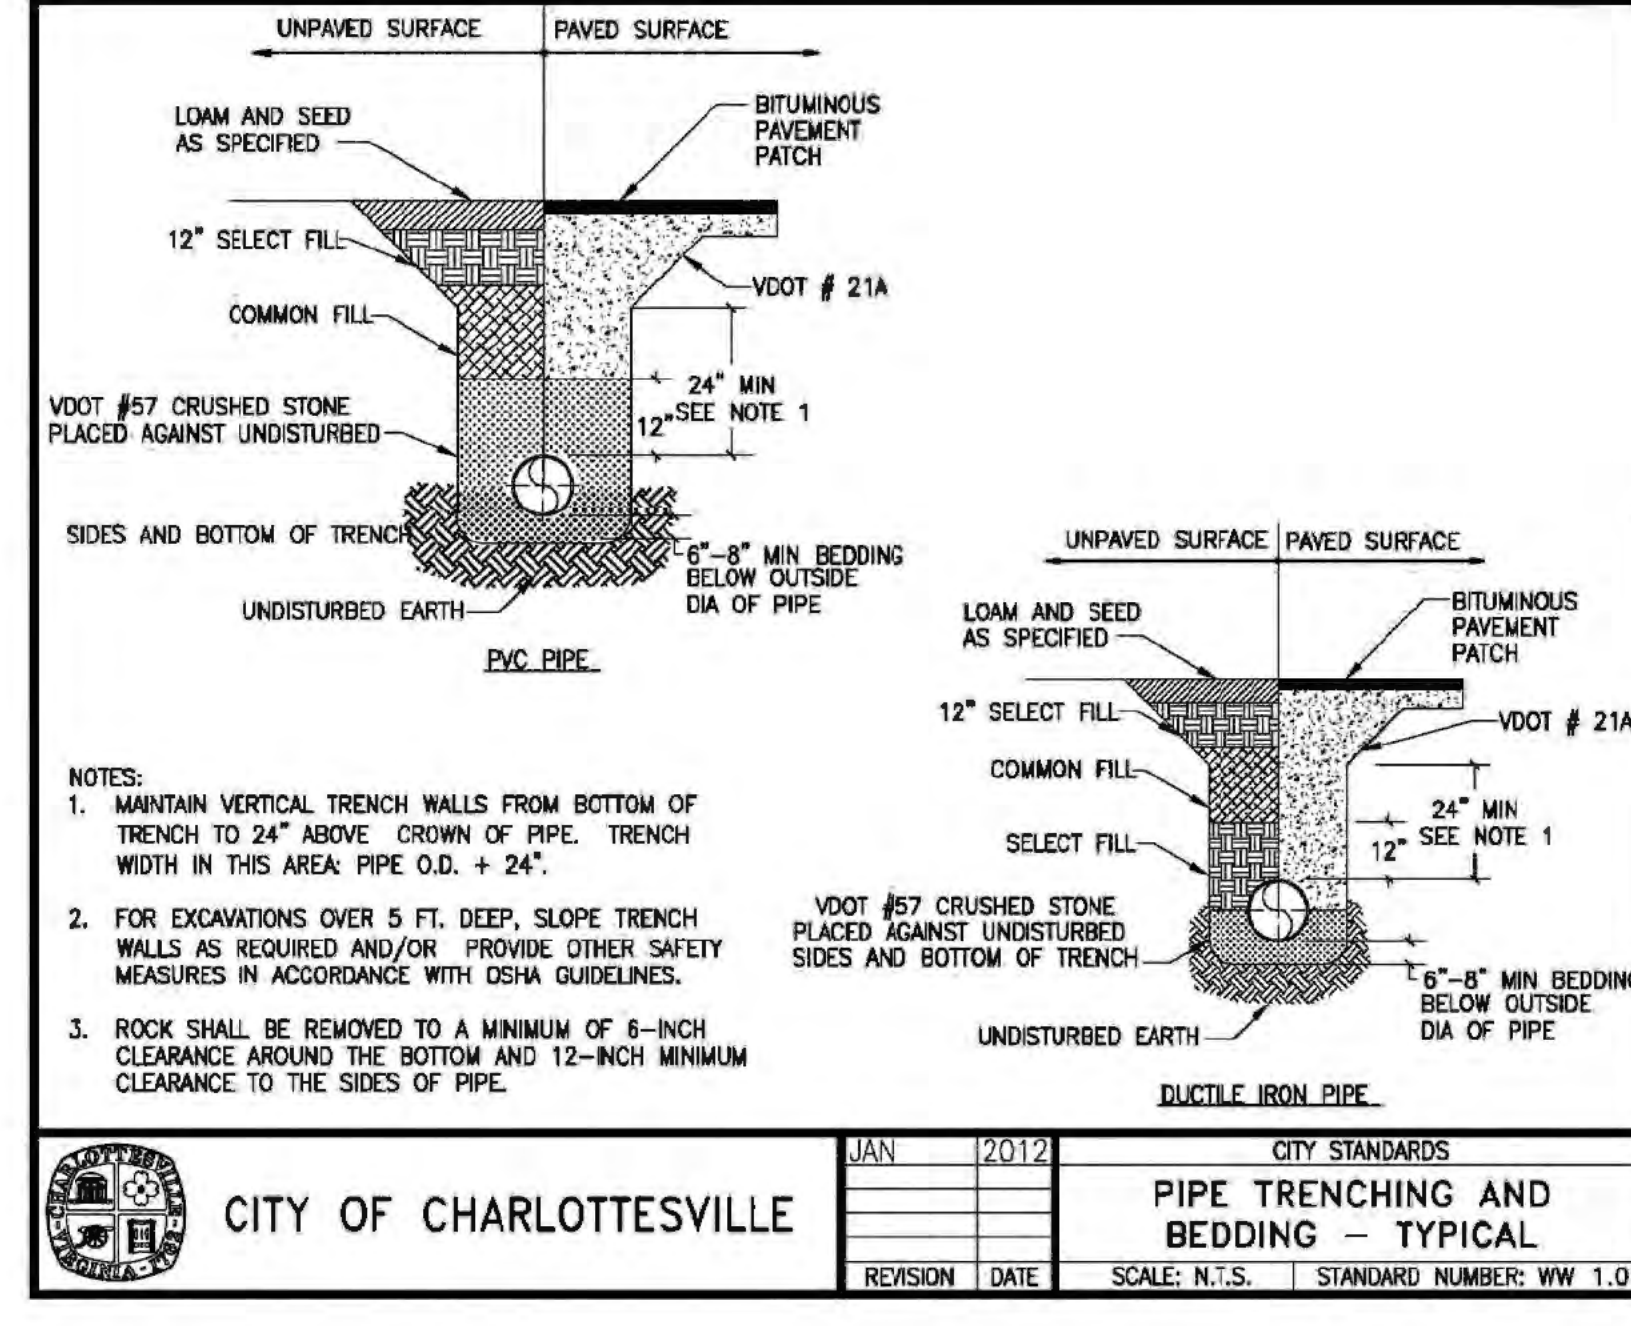 UNPAVED SURFACE
PAVED SURFACE
LOAM AND SEED
AS SPECIFIED
BITUMINOUS
PAVEMENT
PATCH
12" SELECT FILL
VDOT # 21A
COMMON FILL
24" MIN
SEE NOTE 1
12"
VDOT #57 CRUSHED STONE
PLACED AGAINST UNDISTURBED
SIDES AND BOTTOM OF TRENCH
6"-8" MIN BEDDING
BELOW OUTSIDE
DIA OF PIPE
UNDISTURBED EARTH
PVC PIPE
UNPAVED SURFACE
PAVED SURFACE
LOAM AND SEED
AS SPECIFIED
BITUMINOUS
PAVEMENT
PATCH
12" SELECT FILL
VDOT # 21A
COMMON FILL
24" MIN
SEE NOTE 1
12"
SELECT FILL
VDOT #57 CRUSHED STONE
PLACED AGAINST UNDISTURBED
SIDES AND BOTTOM OF TRENCH
6"-8" MIN BEDDING
BELOW OUTSIDE
DIA OF PIPE
UNDISTURBED EARTH
DUCTILE IRON PIPE
NOTES:
1. MAINTAIN VERTICAL TRENCH WALLS FROM BOTTOM OF
TRENCH TO 24" ABOVE CROWN OF PIPE. TRENCH
WIDTH IN THIS AREA: PIPE O.D. + 24".
2. FOR EXCAVATIONS OVER 5 FT. DEEP, SLOPE TRENCH
WALLS AS REQUIRED AND/OR PROVIDE OTHER SAFETY
MEASURES IN ACCORDANCE WITH OSHA GUIDELINES.
3. ROCK SHALL BE REMOVED TO A MINIMUM OF 6-INCH
CLEARANCE AROUND THE BOTTOM AND 12-INCH MINIMUM
CLEARANCE TO THE SIDES OF PIPE.
CHARLOTTESVILLE
VIRGINIA - 1762
CITY OF CHARLOTTESVILLE
JAN 2012
REVISION DATE
CITY STANDARDS
PIPE TRENCHING AND
BEDDING - TYPICAL
SCALE: N.T.S.
STANDARD NUMBER: WW 1.0